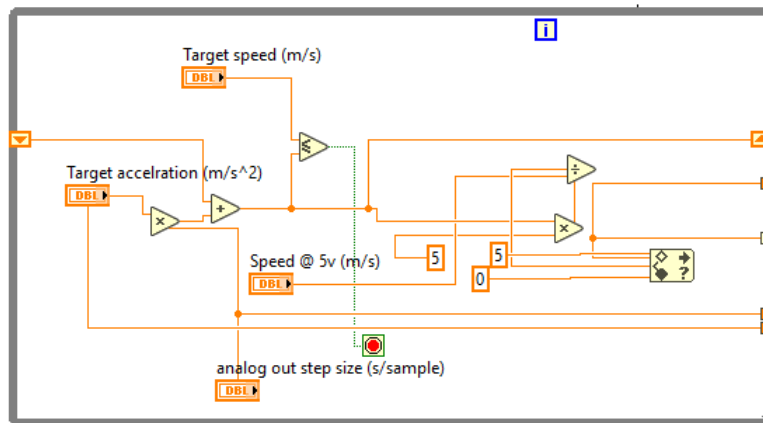 i
Target speed (m/s)
DBL
≤
Target accelration (m/s^2)
DBL
×
+
÷
×
5
Speed @ 5v (m/s)
5
0
?
DBL
analog out step size (s/sample)
DBL